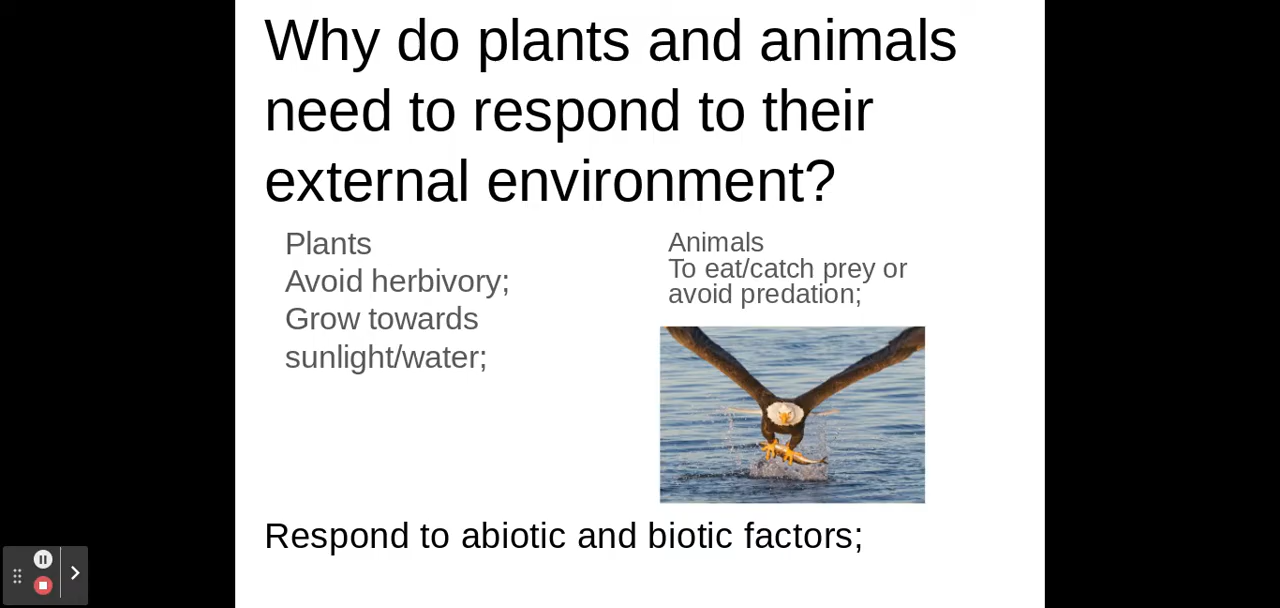 Why do plants and animals
need to respond to their
external environment?
Plants
Avoid herbivory;
Grow towards
sunlight/water;
Animals
To eat/catch prey or
avoid predation;
Respond to abiotic and biotic factors;